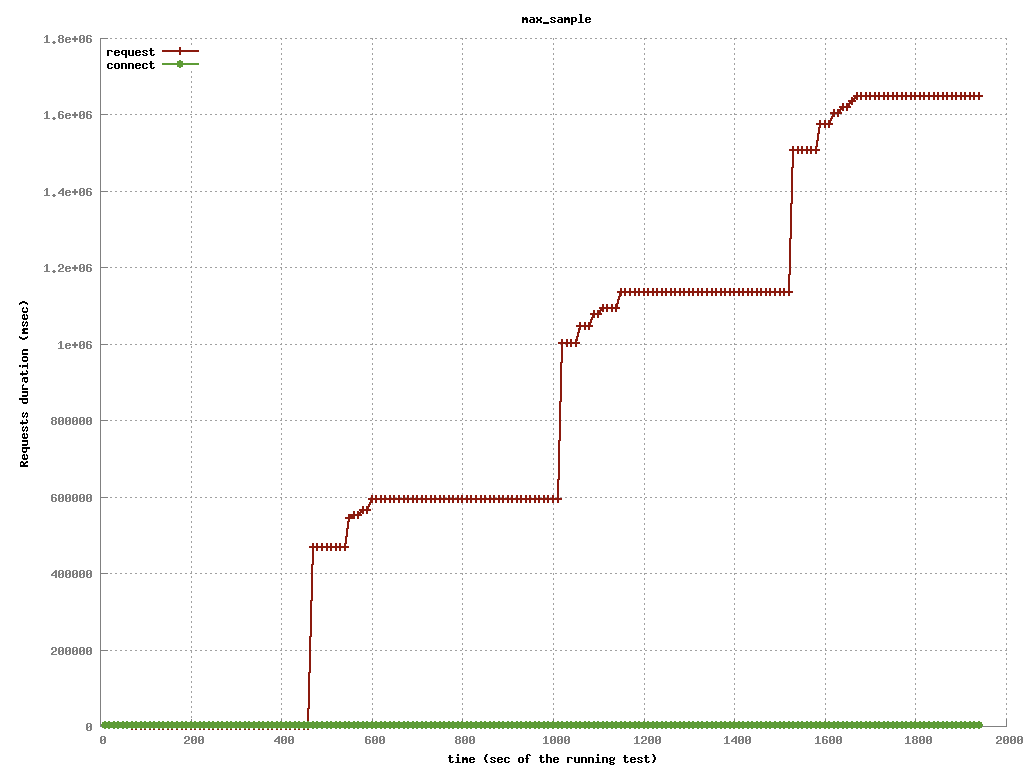 max_sample
1.8e+06
request
connect
1.6e+06
1.4e+06
1.2e+06
1e+06
800000
600000
400000
200000
0
Requests duration (msec)
0 200 400 600 800 1000 1200 1400 1600 1800 2000
time (sec of the running test)